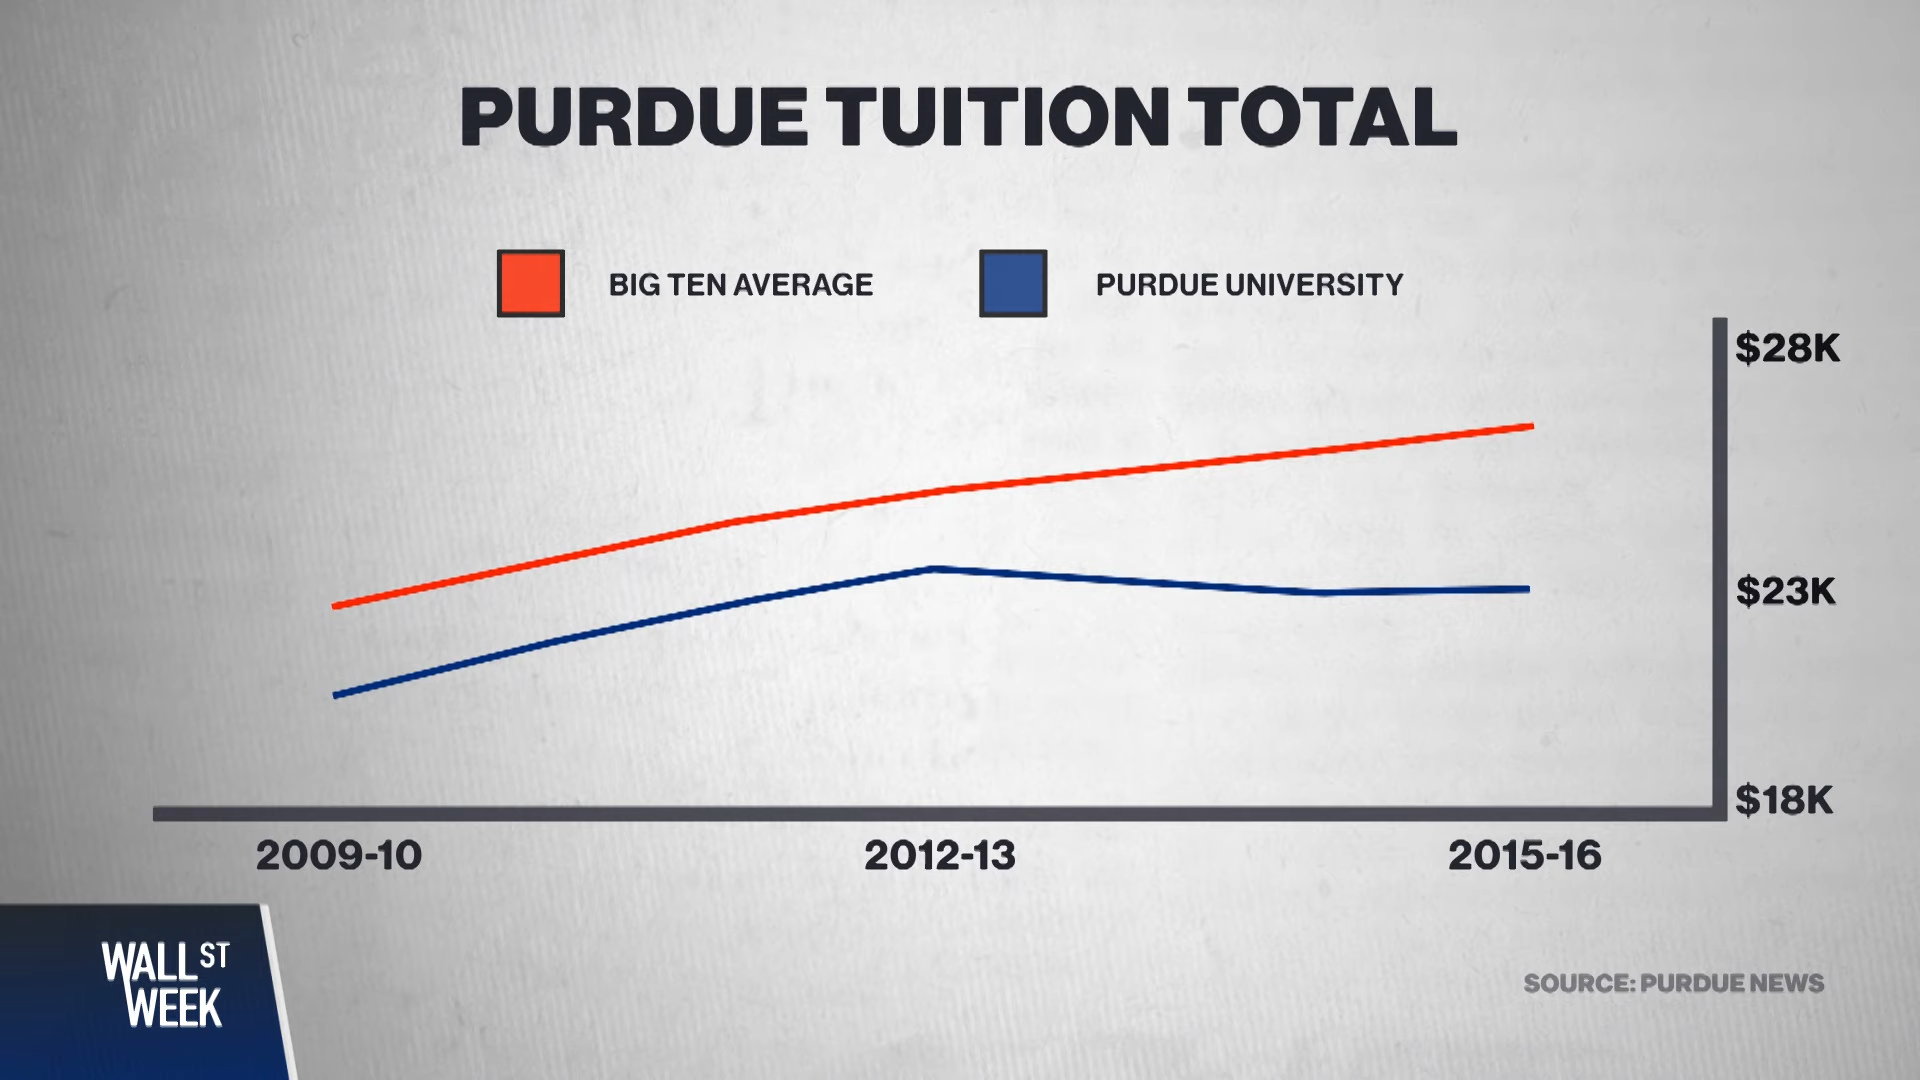 PURDUE TUITION TOTAL
BIG TEN AVERAGE
PURDUE UNIVERSITY
$28K
$23K
$18K
2009-10
2012-13
2015-16
WALL ST
WEEK
SOURCE: PURDUE NEWS